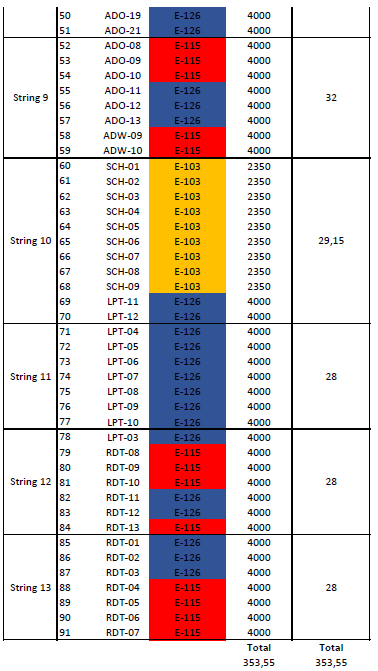 50 ADO-19 E-126 4000
51 ADO-21 E-126 4000
52 ADO-08 E-115 4000
53 ADO-09 E-115 4000
54 ADO-10 E-115 4000
55 ADO-11 E-126 4000
String 9 56 ADO-12 E-126 4000 32
57 ADO-13 E-126 4000
58 ADW-09 E-115 4000
59 ADW-10 E-115 4000
60 SCH-01 E-103 2350
61 SCH-02 E-103 2350
62 SCH-03 E-103 2350
63 SCH-04 E-103 2350
64 SCH-05 E-103 2350
String 10 65 SCH-06 E-103 2350 29,15
66 SCH-07 E-103 2350
67 SCH-08 E-103 2350
68 SCH-09 E-103 2350
69 LPT-11 E-126 4000
70 LPT-12 E-126 4000
71 LPT-04 E-126 4000
72 LPT-05 E-126 4000
73 LPT-06 E-126 4000
String 11 74 LPT-07 E-126 4000 28
75 LPT-08 E-126 4000
76 LPT-09 E-126 4000
77 LPT-10 E-126 4000
78 LPT-03 E-126 4000
79 RDT-08 E-115 4000
80 RDT-09 E-115 4000
String 12 81 RDT-10 E-115 4000 28
82 RDT-11 E-126 4000
83 RDT-12 E-126 4000
84 RDT-13 E-115 4000
85 RDT-01 E-126 4000
86 RDT-02 E-126 4000
87 RDT-03 E-126 4000
String 13 88 RDT-04 E-115 4000 28
89 RDT-05 E-115 4000
90 RDT-06 E-115 4000
91 RDT-07 E-115 4000
Total Total
353,55 353,55